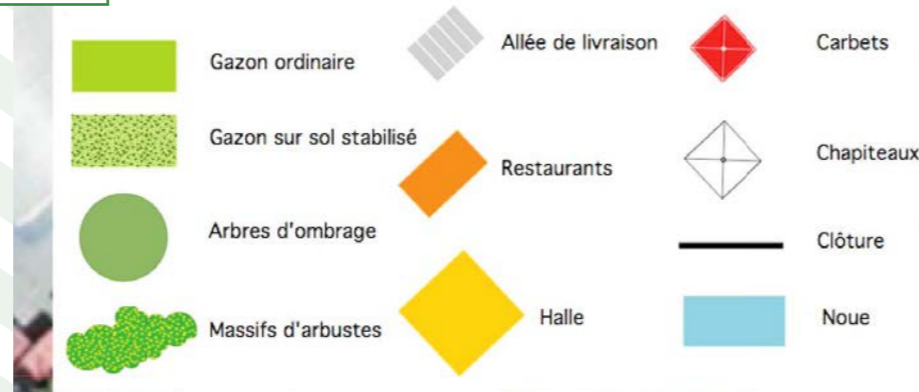 Gazon ordinaire
Gazon sur sol stabilisé
Arbres d'ombrage
Massifs d'arbustes
Allée de livraison
Restaurants
Halle
Carbets
Chapiteaux
Clôture
Noue